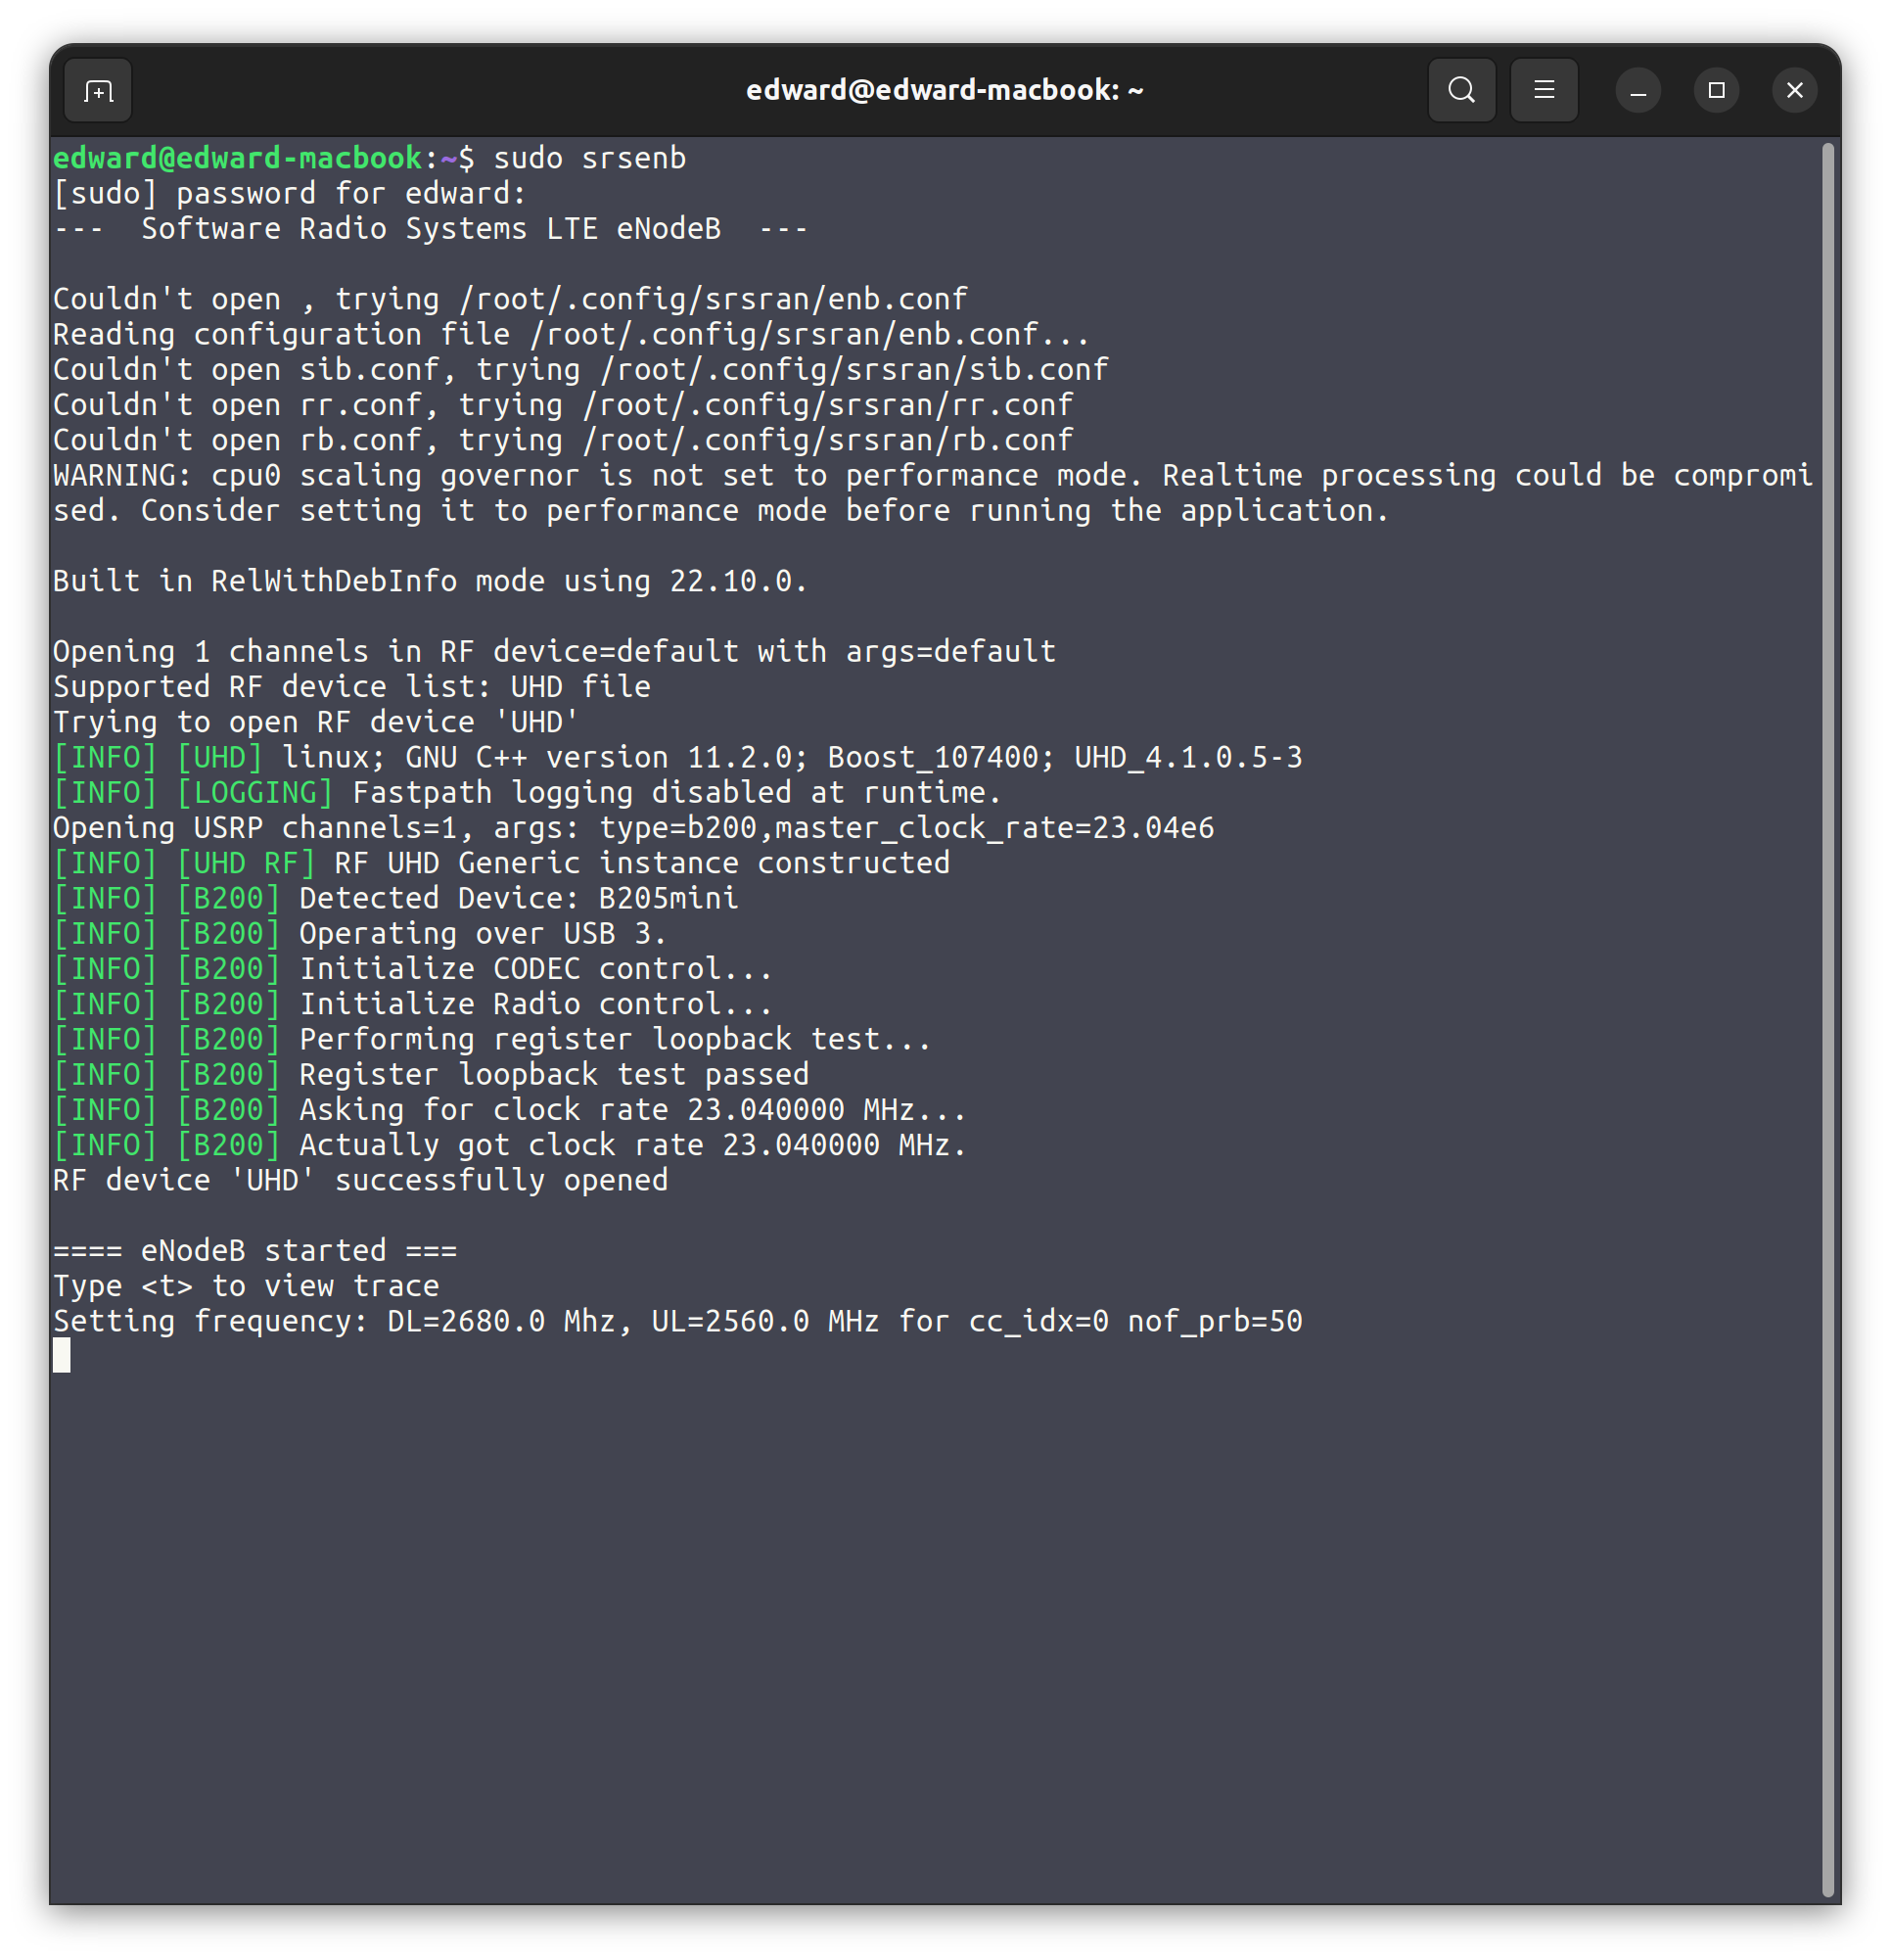 edward@edward-macbook: ~
edward@edward-macbook:~$ sudo srsenb
[sudo] password for edward:
---  Software Radio Systems LTE eNodeB  ---
Couldn't open , trying /root/.config/srsran/enb.conf
Reading configuration file /root/.config/srsran/enb.conf...
Couldn't open sib.conf, trying /root/.config/srsran/sib.conf
Couldn't open rr.conf, trying /root/.config/srsran/rr.conf
Couldn't open rb.conf, trying /root/.config/srsran/rb.conf
WARNING: cpu0 scaling governor is not set to performance mode. Realtime processing could be compromi
sed. Consider setting it to performance mode before running the application.
Built in RelWithDebInfo mode using 22.10.0.
Opening 1 channels in RF device=default with args=default
Supported RF device list: UHD file
Trying to open RF device 'UHD'
[INFO] [UHD] linux; GNU C++ version 11.2.0; Boost_107400; UHD_4.1.0.5-3
[INFO] [LOGGING] Fastpath logging disabled at runtime.
Opening USRP channels=1, args: type=b200,master_clock_rate=23.04e6
[INFO] [UHD RF] RF UHD Generic instance constructed
[INFO] [B200] Detected Device: B205mini
[INFO] [B200] Operating over USB 3.
[INFO] [B200] Initialize CODEC control...
[INFO] [B200] Initialize Radio control...
[INFO] [B200] Performing register loopback test...
[INFO] [B200] Register loopback test passed
[INFO] [B200] Asking for clock rate 23.040000 MHz...
[INFO] [B200] Actually got clock rate 23.040000 MHz.
RF device 'UHD' successfully opened
==== eNodeB started ===
Type <t> to view trace
Setting frequency: DL=2680.0 Mhz, UL=2560.0 MHz for cc_idx=0 nof_prb=50